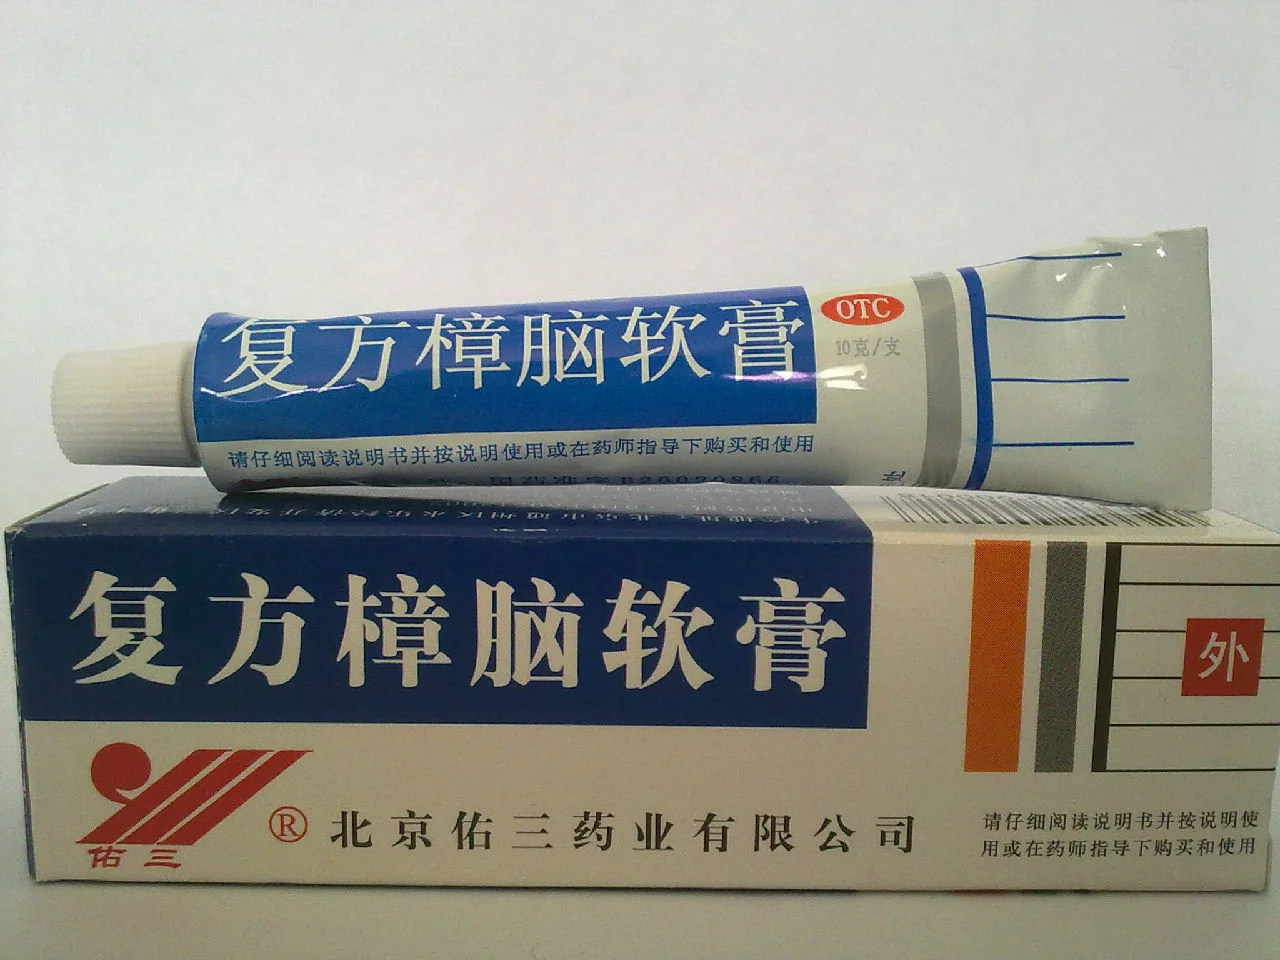 复方樟脑软膏
OTC
10克/支
请仔细阅读说明书并按说明使用或在药师指导下购买和使用
复方樟脑软膏
外
佑三
®
北京佑三药业有限公司
请仔细阅读说明书并按说明使
用或在药师指导下购买和使用